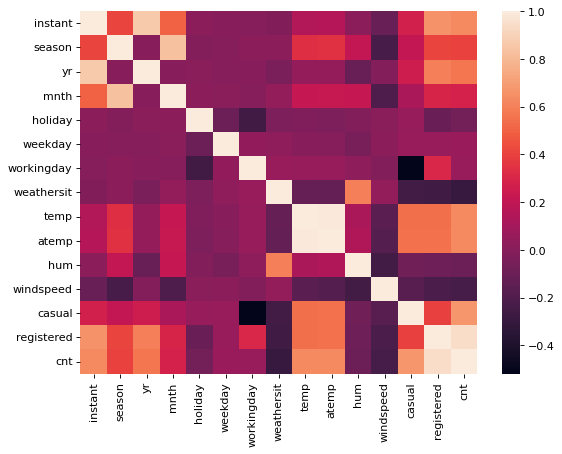 instant
season
yr
mnth
holiday
weekday
workingday
weathersit
temp
atemp
hum
windspeed
casual
registered
cnt
instant
season
yr
mnth
holiday
weekday
workingday
weathersit
temp
atemp
hum
windspeed
casual
registered
cnt
1.0
0.8
0.6
0.4
0.2
0.0
−0.2
−0.4